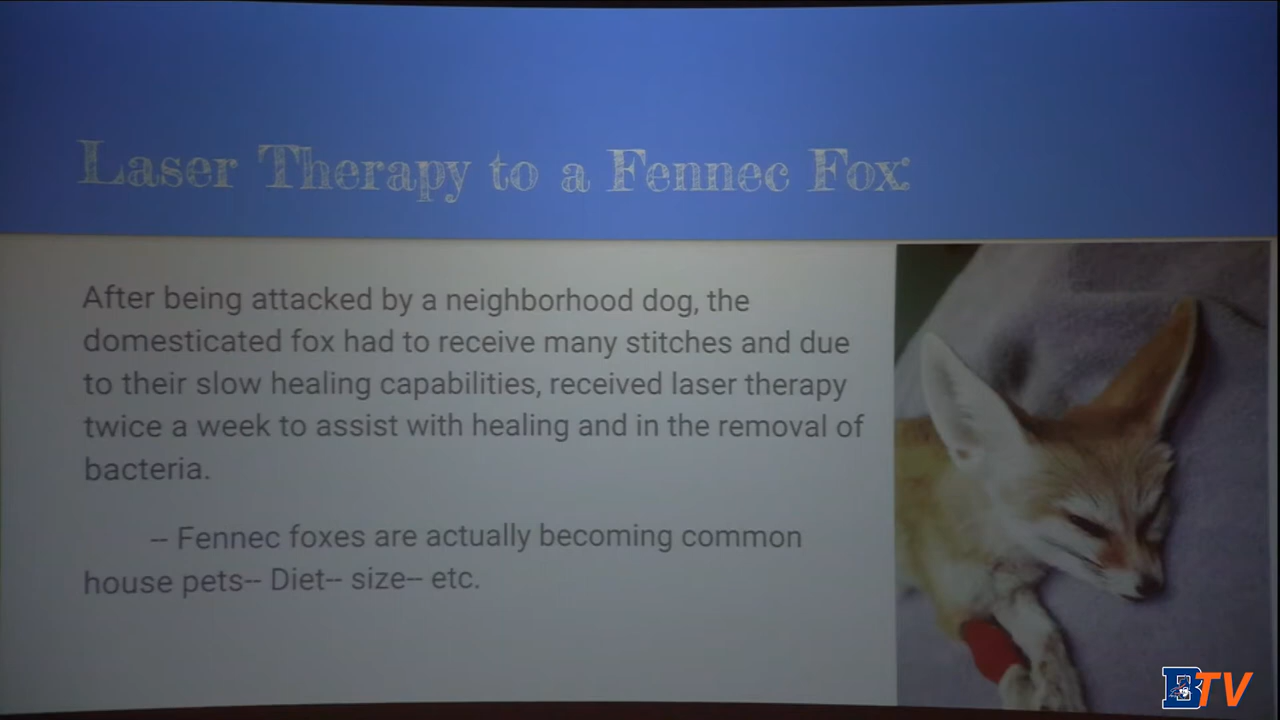 Laser Therapy to a Fennec Fox:
After being attacked by a neighborhood dog, the
domesticated fox had to receive many stitches and due
to their slow healing capabilities, received laser therapy
twice a week to assist with healing and in the removal of
bacteria.
-- Fennec foxes are actually becoming common
house pets-- Diet-- size-- etc.
BTV